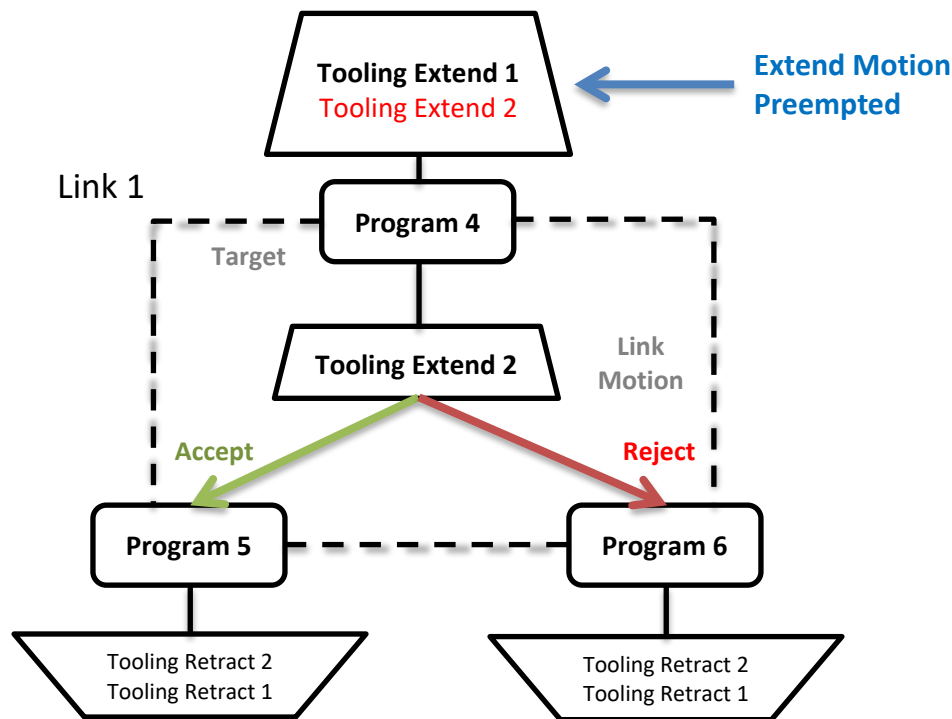 Tooling Extend 1
Tooling Extend 2
Extend Motion
Preempted
Link 1
Program 4
Target
Tooling Extend 2
Link
Motion
Accept
Reject
Program 5
Program 6
Tooling Retract 2
Tooling Retract 1
Tooling Retract 2
Tooling Retract 1